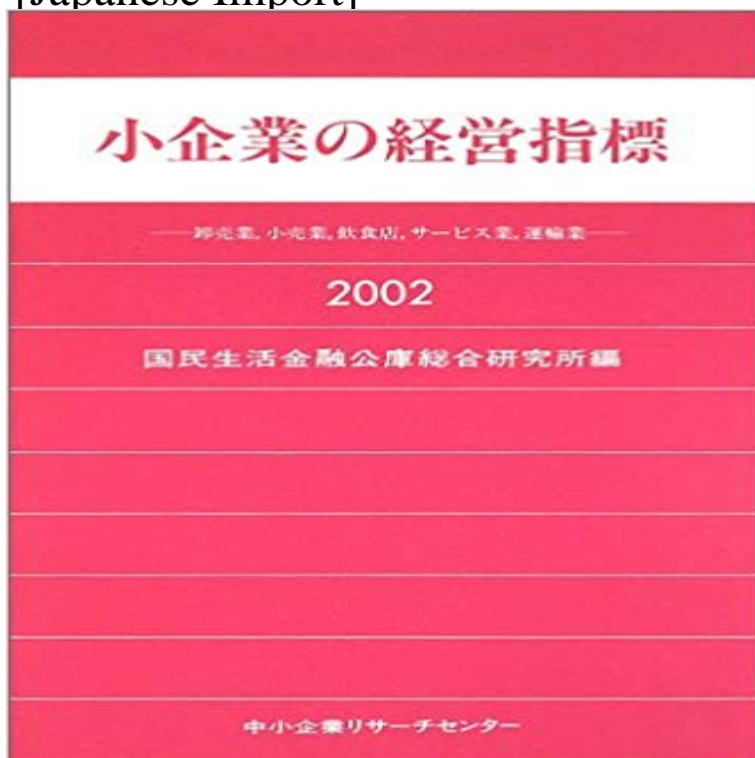 [Japanese Import]
小企業の経営指標
──卸売業,小売業,飲食店,サービス業,運輸業──
2002
国民生活金融公庫総合研究所編
中小企業リサーチセンター